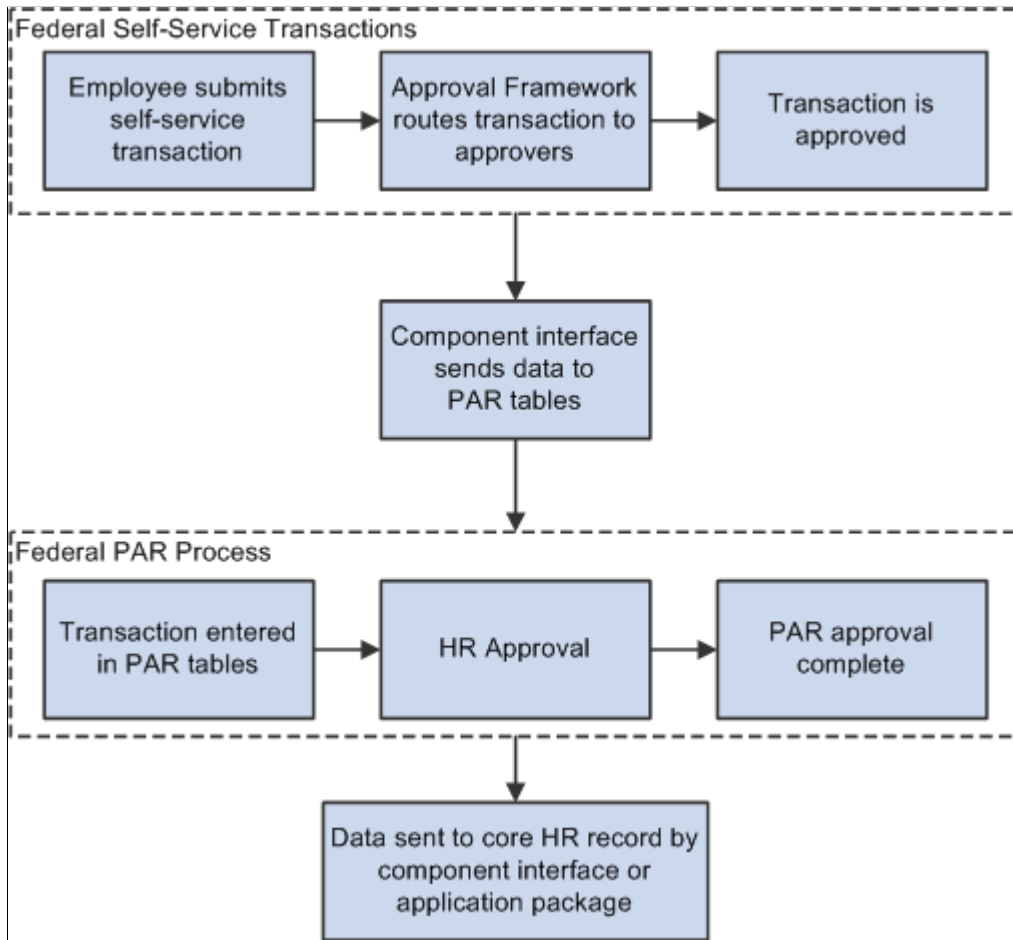 Federal Self-Service Transactions
Employee submits
self-service
transaction
Approval Framework
routes transaction to
approvers
Transaction is
approved
Component interface
sends data to
PAR tables
Federal PAR Process
Transaction entered
in PAR tables
HR Approval
PAR approval
complete
Data sent to core HR record by
component interface or
application package